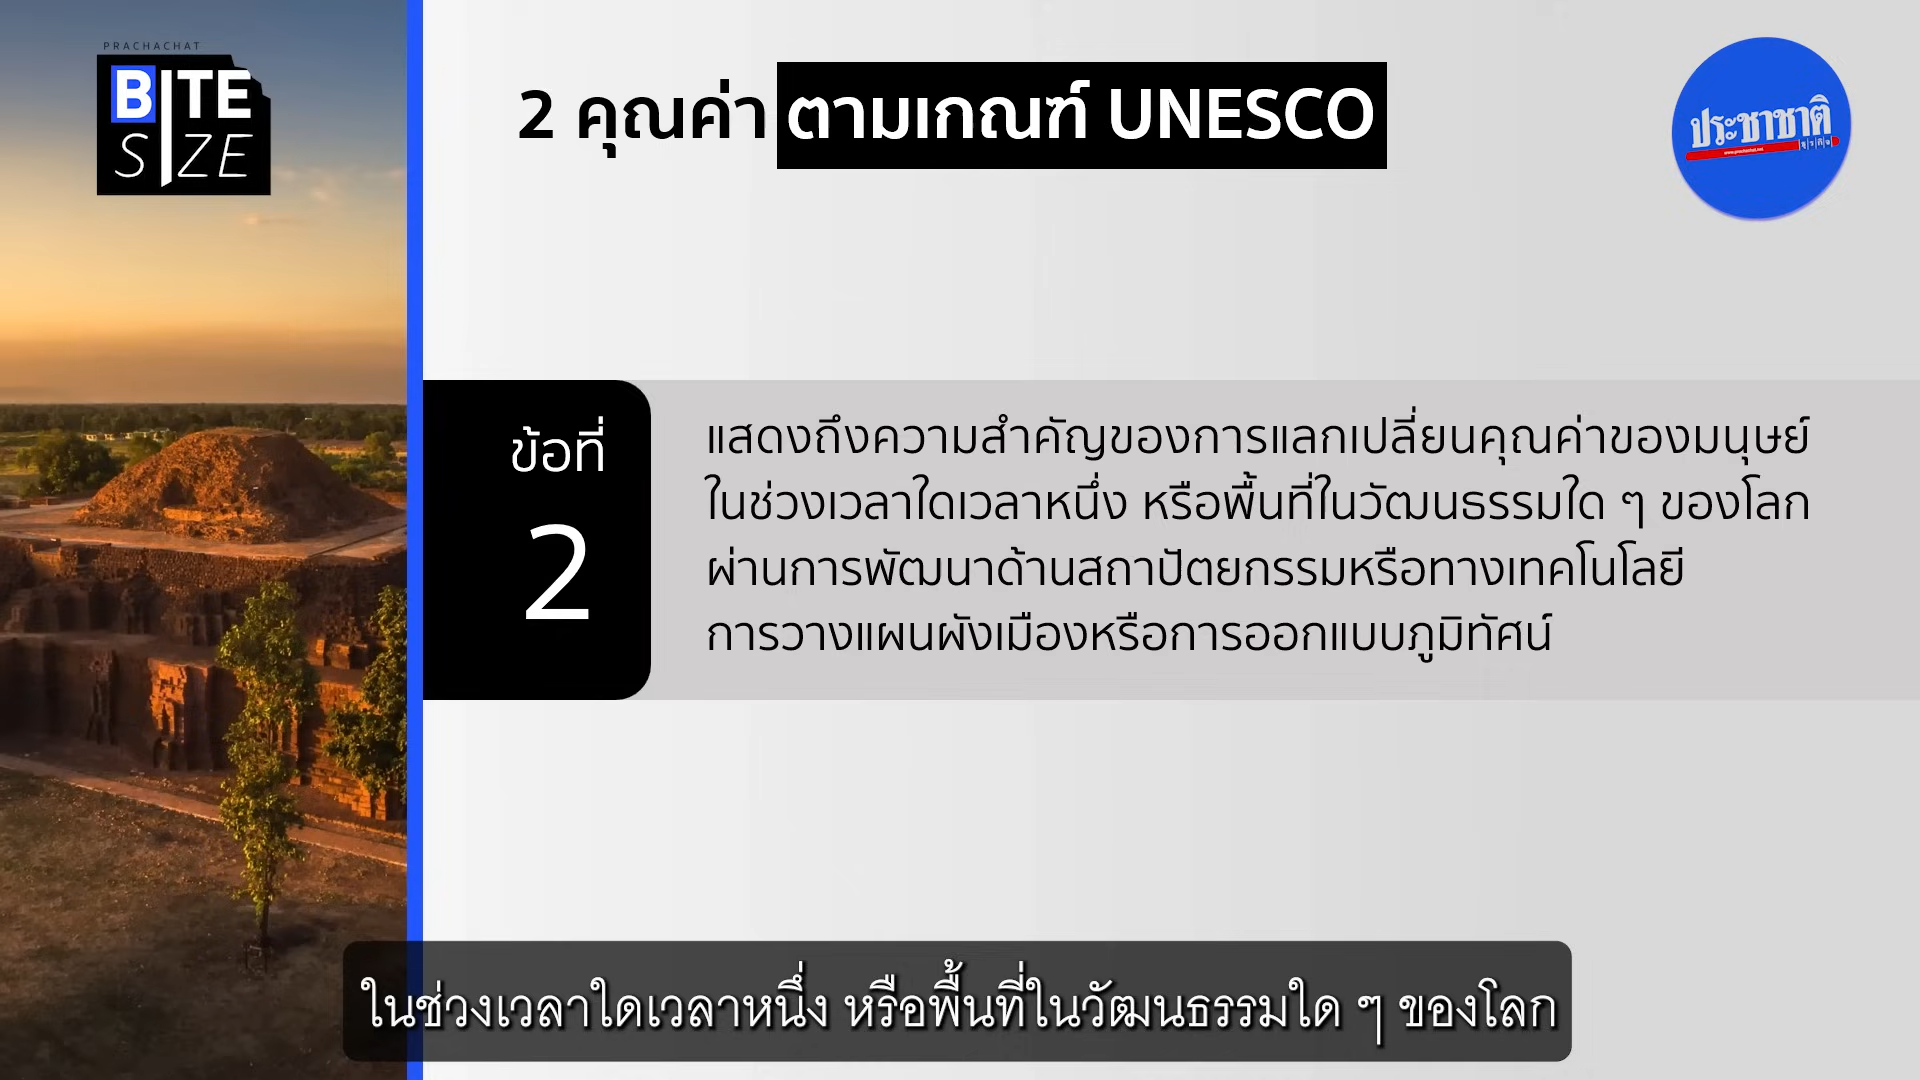 PRACHACHAT
BITE
SIZE
2 คุณค่า ตามเกณฑ์ UNESCO
ประชาชาติ
ธุรกิจ
www.prachachat.net
ข้อที่
2
แสดงถึงความสำคัญของการแลกเปลี่ยนคุณค่าของมนุษย์
ในช่วงเวลาใดเวลาหนึ่ง หรือพื้นที่ในวัฒนธรรมใด ๆ ของโลก
ผ่านการพัฒนาด้านสถาปัตยกรรมหรือทางเทคโนโลยี
การวางแผนผังเมืองหรือการออกแบบภูมิทัศน์
ในช่วงเวลาใดเวลาหนึ่ง หรือพื้นที่ในวัฒนธรรมใด ๆ ของโลก